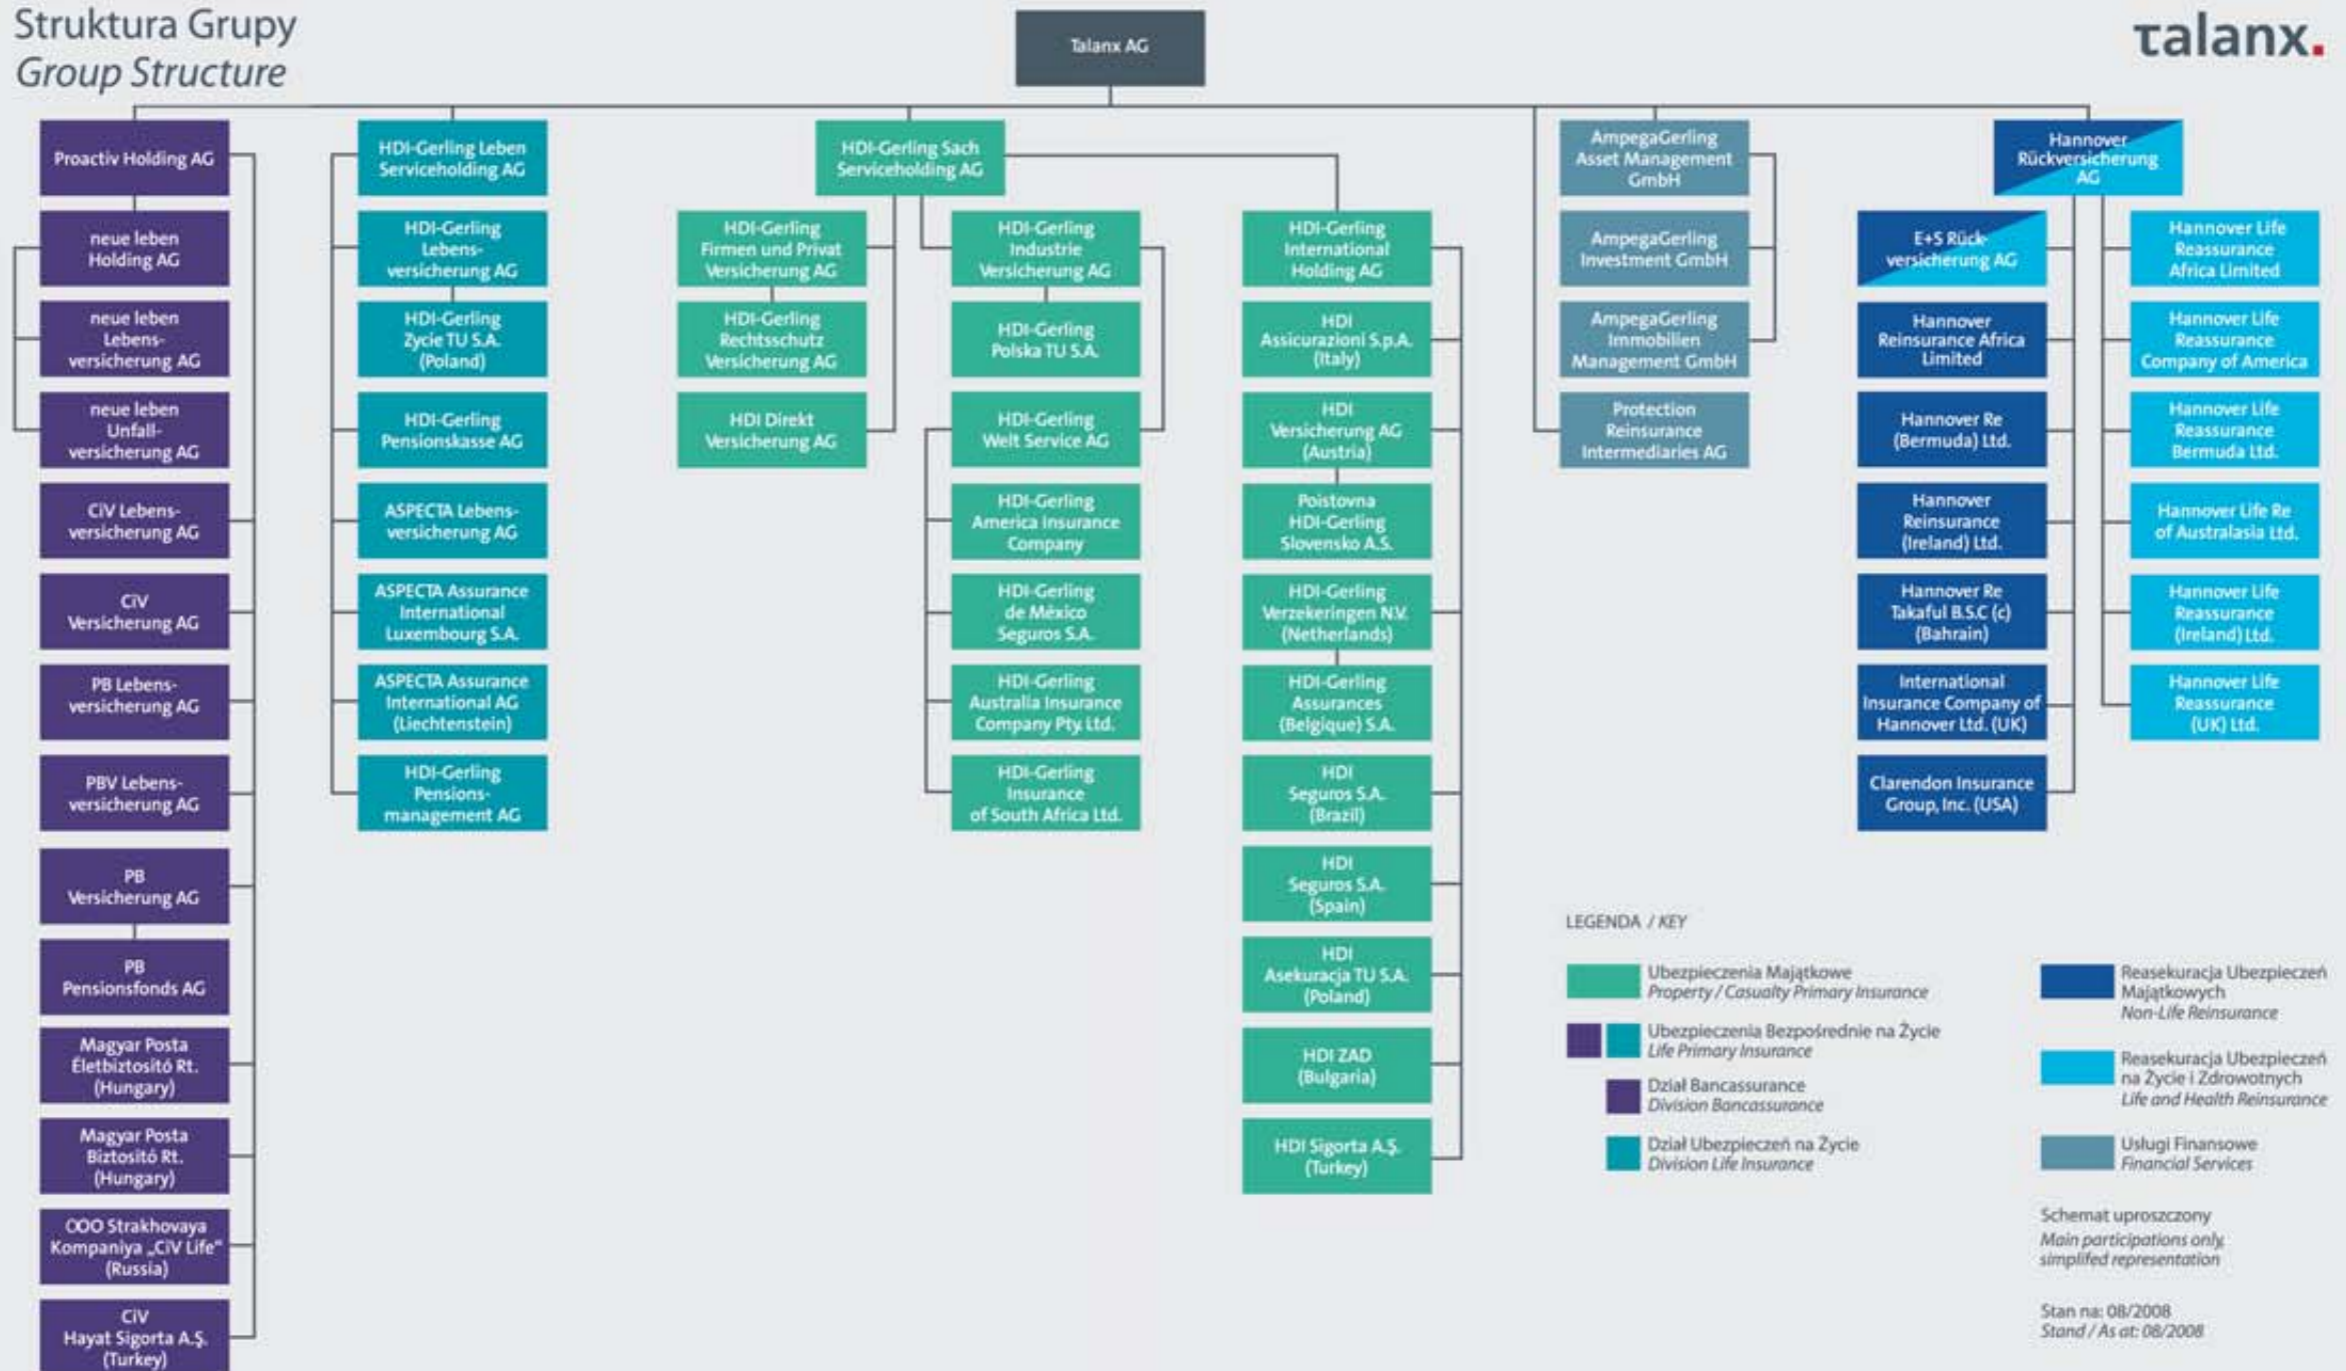 Struktura Grupy
Group Structure
Talanx AG
talanx.
Proactiv Holding AG
neue leben
Holding AG
neue leben
Lebens-
versicherung AG
neue leben
Unfall-
versicherung AG
CiV Lebens-
versicherung AG
CiV
Versicherung AG
PB Lebens-
versicherung AG
PBV Lebens-
versicherung AG
PB
Versicherung AG
PB
Pensionsfonds AG
Magyar Posta
Életbiztosító Rt.
(Hungary)
Magyar Posta
Biztosító Rt.
(Hungary)
OOO Strakhovaya
Kompaniya „CiV Life“
(Russia)
CiV
Hayat Sigorta A.Ş.
(Turkey)
HDI-Gerling Leben
Serviceholding AG
HDI-Gerling
Lebens-
versicherung AG
HDI-Gerling
Zycie TU S.A.
(Poland)
HDI-Gerling
Pensionskasse AG
ASPECTA Lebens-
versicherung AG
ASPECTA Assurance
International
Luxembourg S.A.
ASPECTA Assurance
International AG
(Liechtenstein)
HDI-Gerling
Pensions-
management AG
HDI-Gerling Sach
Serviceholding AG
HDI-Gerling
Firmen und Privat
Versicherung AG
HDI-Gerling
Rechtsschutz
Versicherung AG
HDI Direkt
Versicherung AG
HDI-Gerling
Industrie
Versicherung AG
HDI-Gerling
Polska TU S.A.
HDI-Gerling
Welt Service AG
HDI-Gerling
America Insurance
Company
HDI-Gerling
de México
Seguros S.A.
HDI-Gerling
Australia Insurance
Company Pty. Ltd.
HDI-Gerling
Insurance
of South Africa Ltd.
HDI-Gerling
International
Holding AG
HDI
Assicurazioni S.p.A.
(Italy)
HDI
Versicherung AG
(Austria)
Poistovna
HDI-Gerling
Slovensko A.S.
HDI-Gerling
Verzekeringen N.V.
(Netherlands)
HDI-Gerling
Assurances
(Belgique) S.A.
HDI
Seguros S.A.
(Brazil)
HDI
Seguros S.A.
(Spain)
HDI
Asekuracja TU S.A.
(Poland)
HDI ZAD
(Bulgaria)
HDI Sigorta A.Ş.
(Turkey)
AmpegaGerling
Asset Management
GmbH
AmpegaGerling
Investment GmbH
AmpegaGerling
Immobilien
Management GmbH
Protection
Reinsurance
Intermediaries AG
Hannover
Rückversicherung
AG
E+S Rück-
versicherung AG
Hannover
Reinsurance Africa
Limited
Hannover Re
(Bermuda) Ltd.
Hannover
Reinsurance
(Ireland) Ltd.
Hannover Re
Takaful B.S.C (c)
(Bahrain)
International
Insurance Company of
Hannover Ltd. (UK)
Clarendon Insurance
Group, Inc. (USA)
Hannover Life
Reassurance
Africa Limited
Hannover Life
Reassurance
Company of America
Hannover Life
Reassurance
Bermuda Ltd.
Hannover Life Re
of Australasia Ltd.
Hannover Life
Reassurance
(Ireland) Ltd.
Hannover Life
Reassurance
(UK) Ltd.
LEGENDA / KEY
Ubezpieczenia Majątkowe
Property / Casualty Primary Insurance
Ubezpieczenia Bezpośrednie na Życie
Life Primary Insurance
Dział Bancassurance
Division Bancassurance
Dział Ubezpieczeń na Życie
Division Life Insurance
Reasekuracja Ubezpieczeń
Majątkowych
Non-Life Reinsurance
Reasekuracja Ubezpieczeń
na Życie i Zdrowotnych
Life and Health Reinsurance
Usługi Finansowe
Financial Services
Schemat uproszczony
Main participations only,
simplifed representation
Stan na: 08/2008
Stand / As at: 08/2008